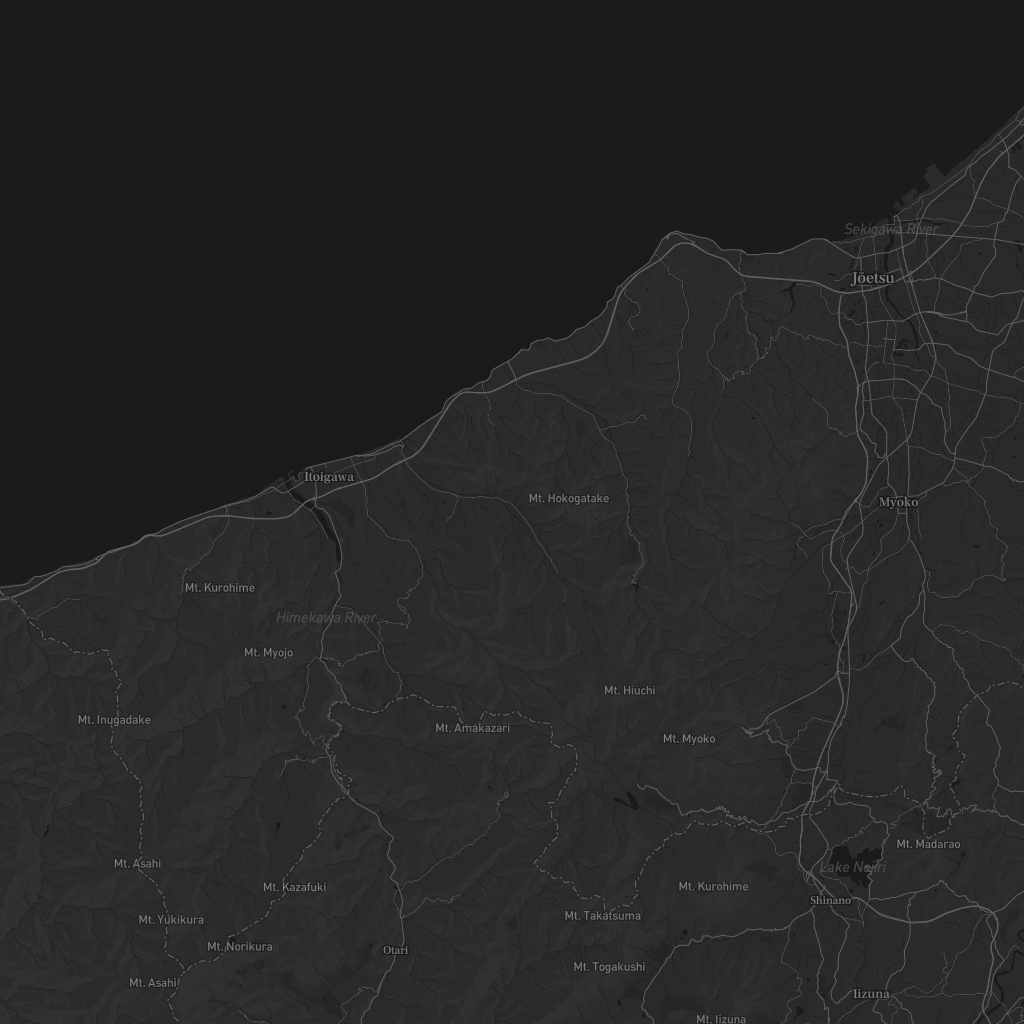 Sekigawa River
Jōetsu
Itoigawa
Mt. Hokogatake
Myōko
Mt. Kurohime
Himekawa River
Mt. Myojo
Mt. Hiuchi
Mt. Inugadake
Mt. Amakazari
Mt. Myoko
Mt. Madarao
Mt. Asahi
Lake Nojiri
Mt. Kazafuki
Mt. Kurohime
Shinano
Mt. Yukikura
Mt. Takatsuma
Mt. Norikura
Otari
Mt. Togakushi
Mt. Asahi
Iizuna
Mt. Iizuna